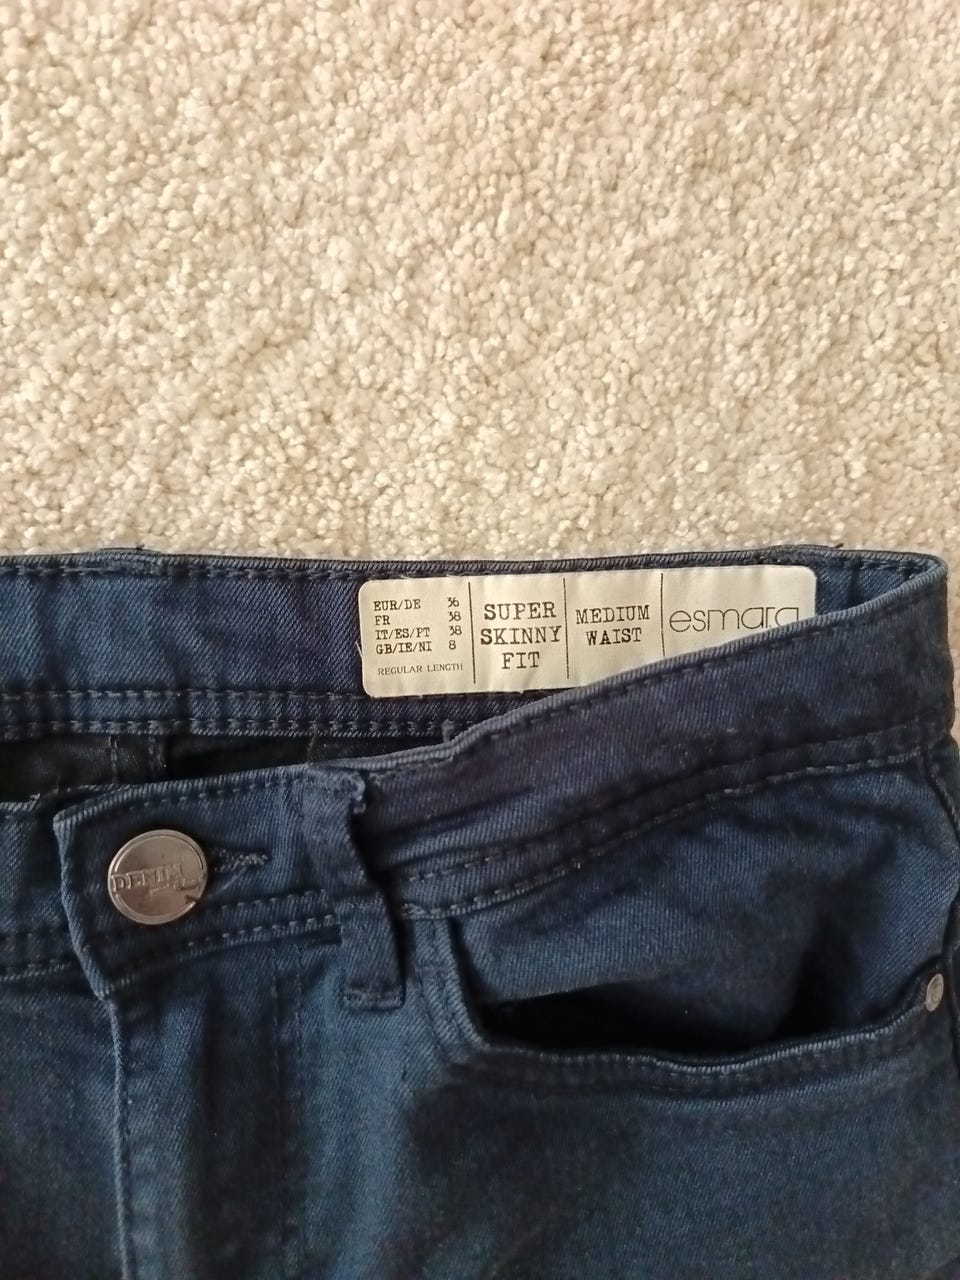 EUR/DE 36
FR 38
IT/ES/PT 38
GB/IE/NI 8
REGULAR LENGTH
SUPER
SKINNY
FIT
MEDIUM
WAIST
esmara
DENIM